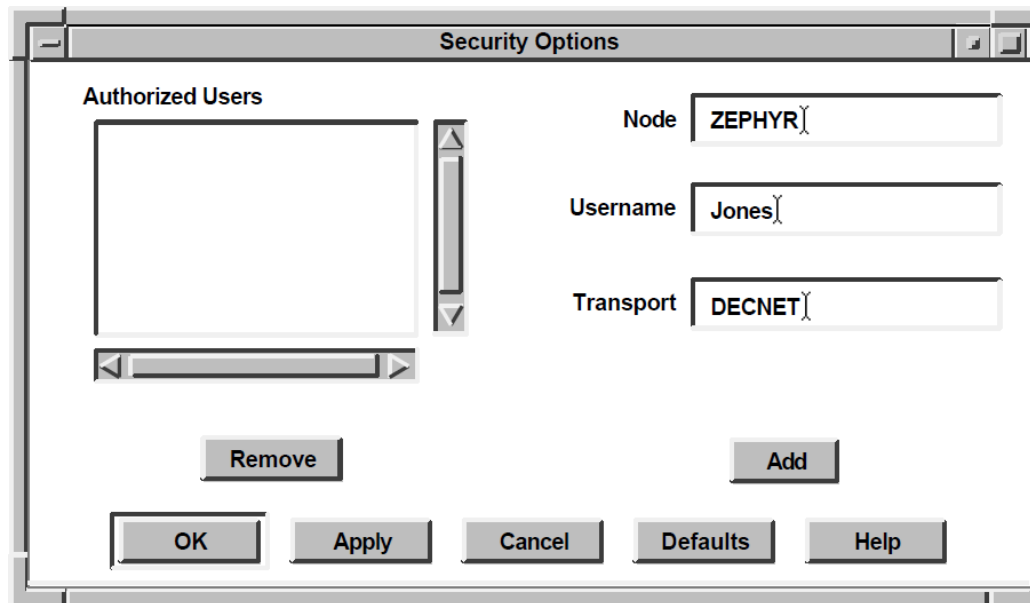 Security Options
Authorized Users
Node ZEPHYR
Username Jones
Transport DECNET
Remove
Add
OK Apply Cancel Defaults Help